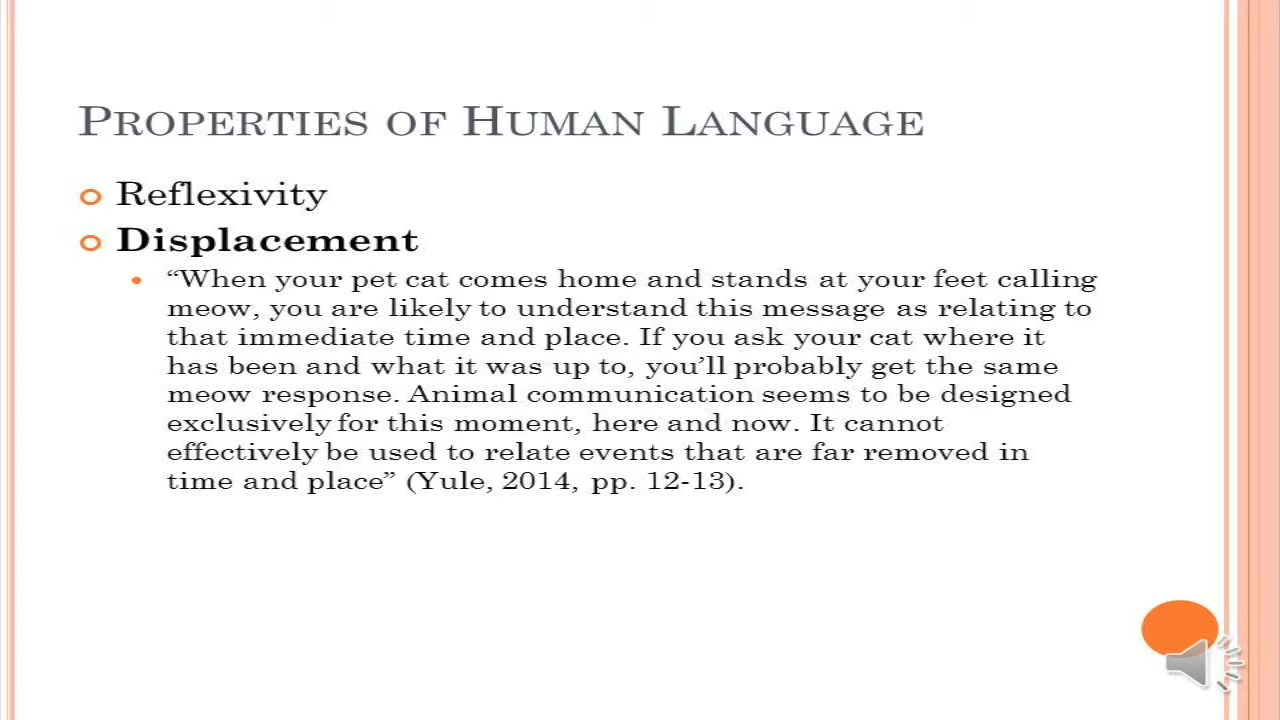 Properties of Human Language
Reflexivity
Displacement
“When your pet cat comes home and stands at your feet calling
meow, you are likely to understand this message as relating to
that immediate time and place. If you ask your cat where it
has been and what it was up to, you’ll probably get the same
meow response. Animal communication seems to be designed
exclusively for this moment, here and now. It cannot
effectively be used to relate events that are far removed in
time and place” (Yule, 2014, pp. 12-13).